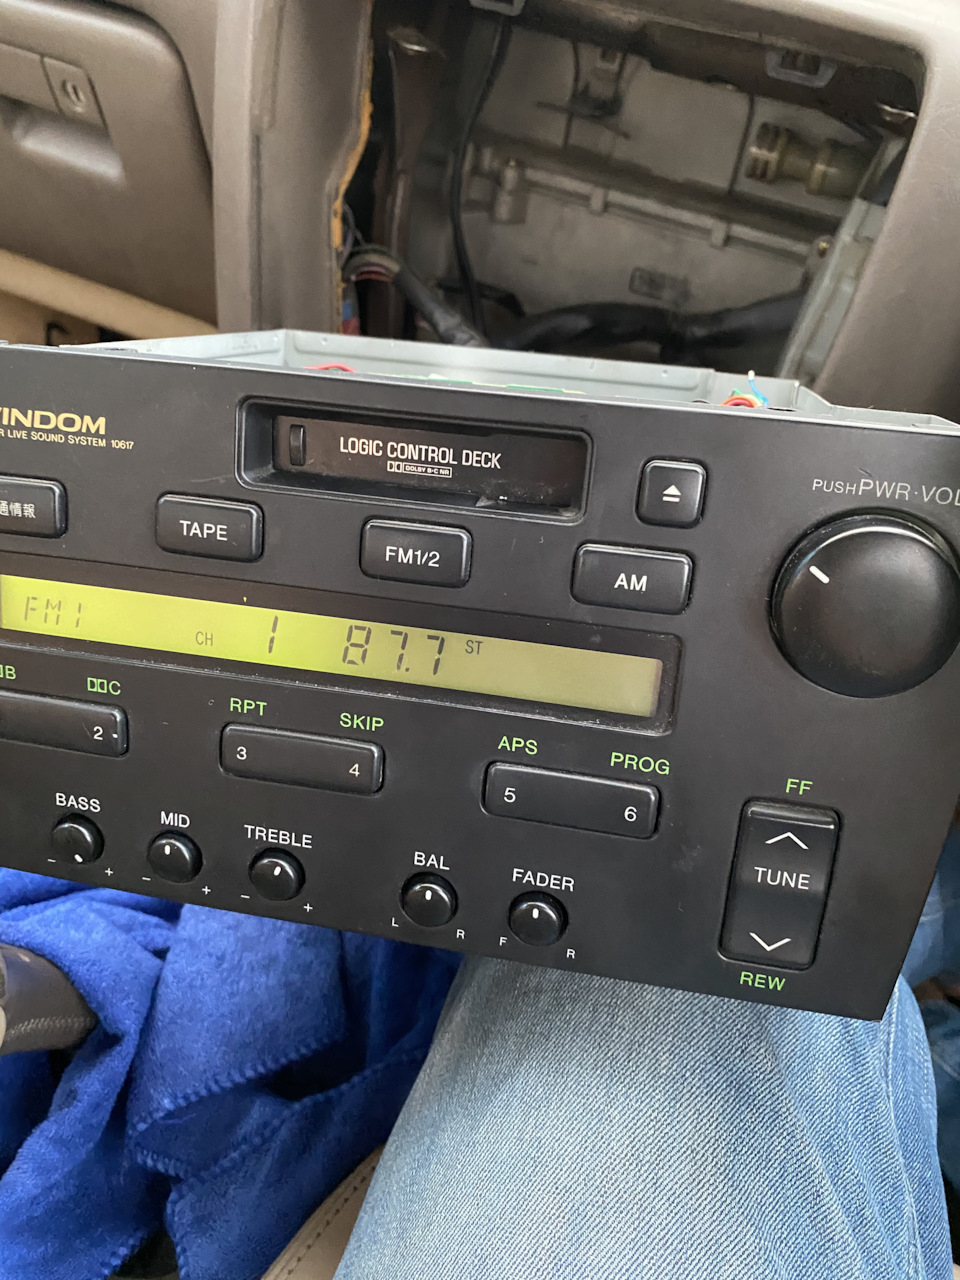 WINDOM
R LIVE SOUND SYSTEM 10617
LOGIC CONTROL DECK
DOLBY B·C NR
PUSH PWR·VOL
通情報
TAPE
FM1/2
AM
FM1 CH 1 87.7 ST
B
C
RPT
SKIP
APS
PROG
2
3
4
5
6
FF
TUNE
REW
BASS
- +
MID
- +
TREBLE
- +
BAL
L R
FADER
F R